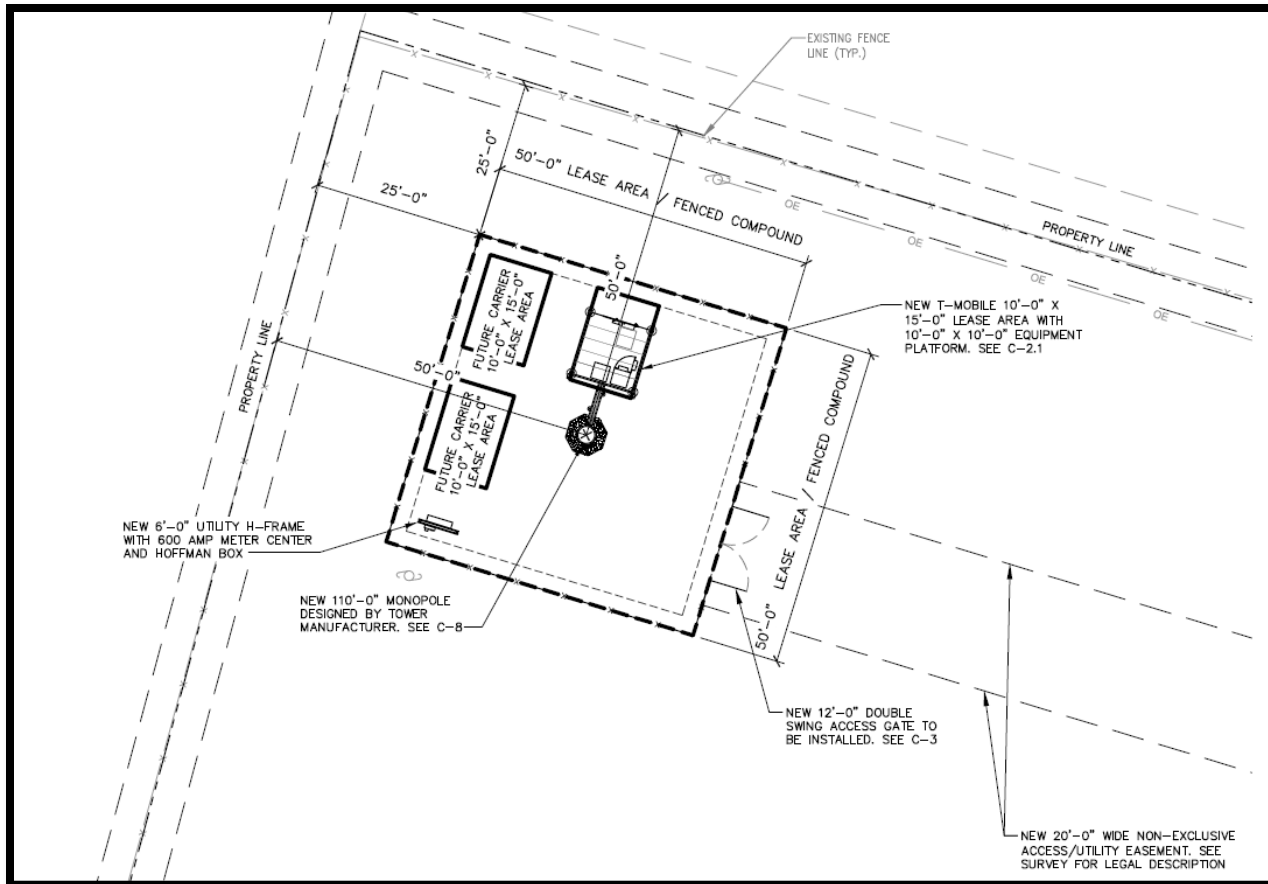 EXISTING FENCE
LINE (TYP.)
25'-0"
50'-0" LEASE AREA / FENCED COMPOUND
25'-0"
OE
PROPERTY LINE
OE
OE
OE
50'-0"
FUTURE CARRIER
10'-0" X 15'-0"
LEASE AREA
NEW T-MOBILE 10'-0" X
15'-0" LEASE AREA WITH
10'-0" X 10'-0" EQUIPMENT
PLATFORM. SEE C-2.1
PROPERTY LINE
50'-0"
FUTURE CARRIER
10'-0" X 15'-0"
LEASE AREA
50'-0" LEASE AREA / FENCED COMPOUND
NEW 6'-0" UTILITY H-FRAME
WITH 600 AMP METER CENTER
AND HOFFMAN BOX
NEW 110'-0" MONOPOLE
DESIGNED BY TOWER
MANUFACTURER. SEE C-8
NEW 12'-0" DOUBLE
SWING ACCESS GATE TO
BE INSTALLED. SEE C-3
NEW 20'-0" WIDE NON-EXCLUSIVE
ACCESS/UTILITY EASEMENT. SEE
SURVEY FOR LEGAL DESCRIPTION